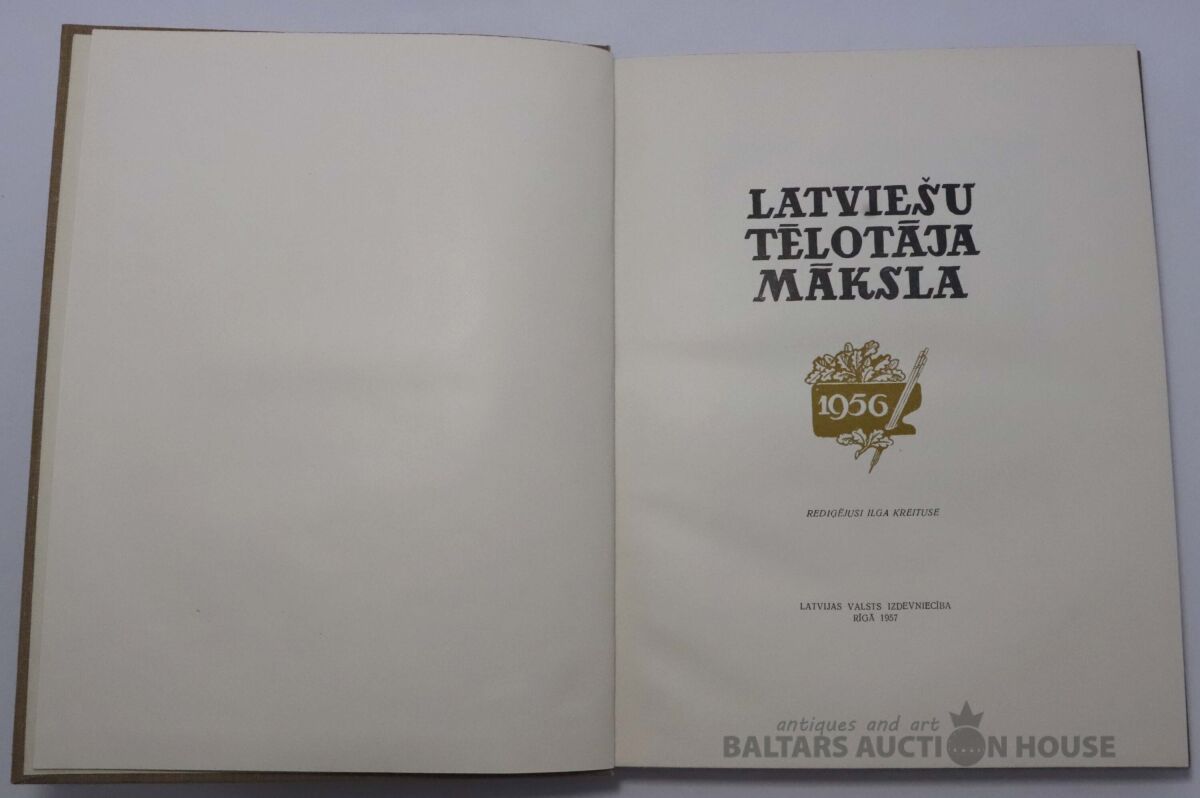 LATVIEŠU
TĒLOTĀJA
MĀKSLA
1956
REDIĢĒJUSI ILGA KREITUSE
LATVIJAS VALSTS IZDEVNIECĪBA
RĪGĀ 1957
antiques and art
BALTARS AUCTION HOUSE